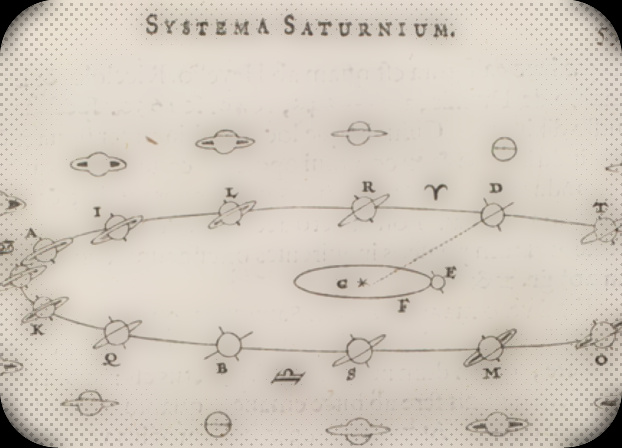 SYSTEMA SATURNIUM.
L R ♈ D
I T
A
G E
F
K
Q B ♎ S M O